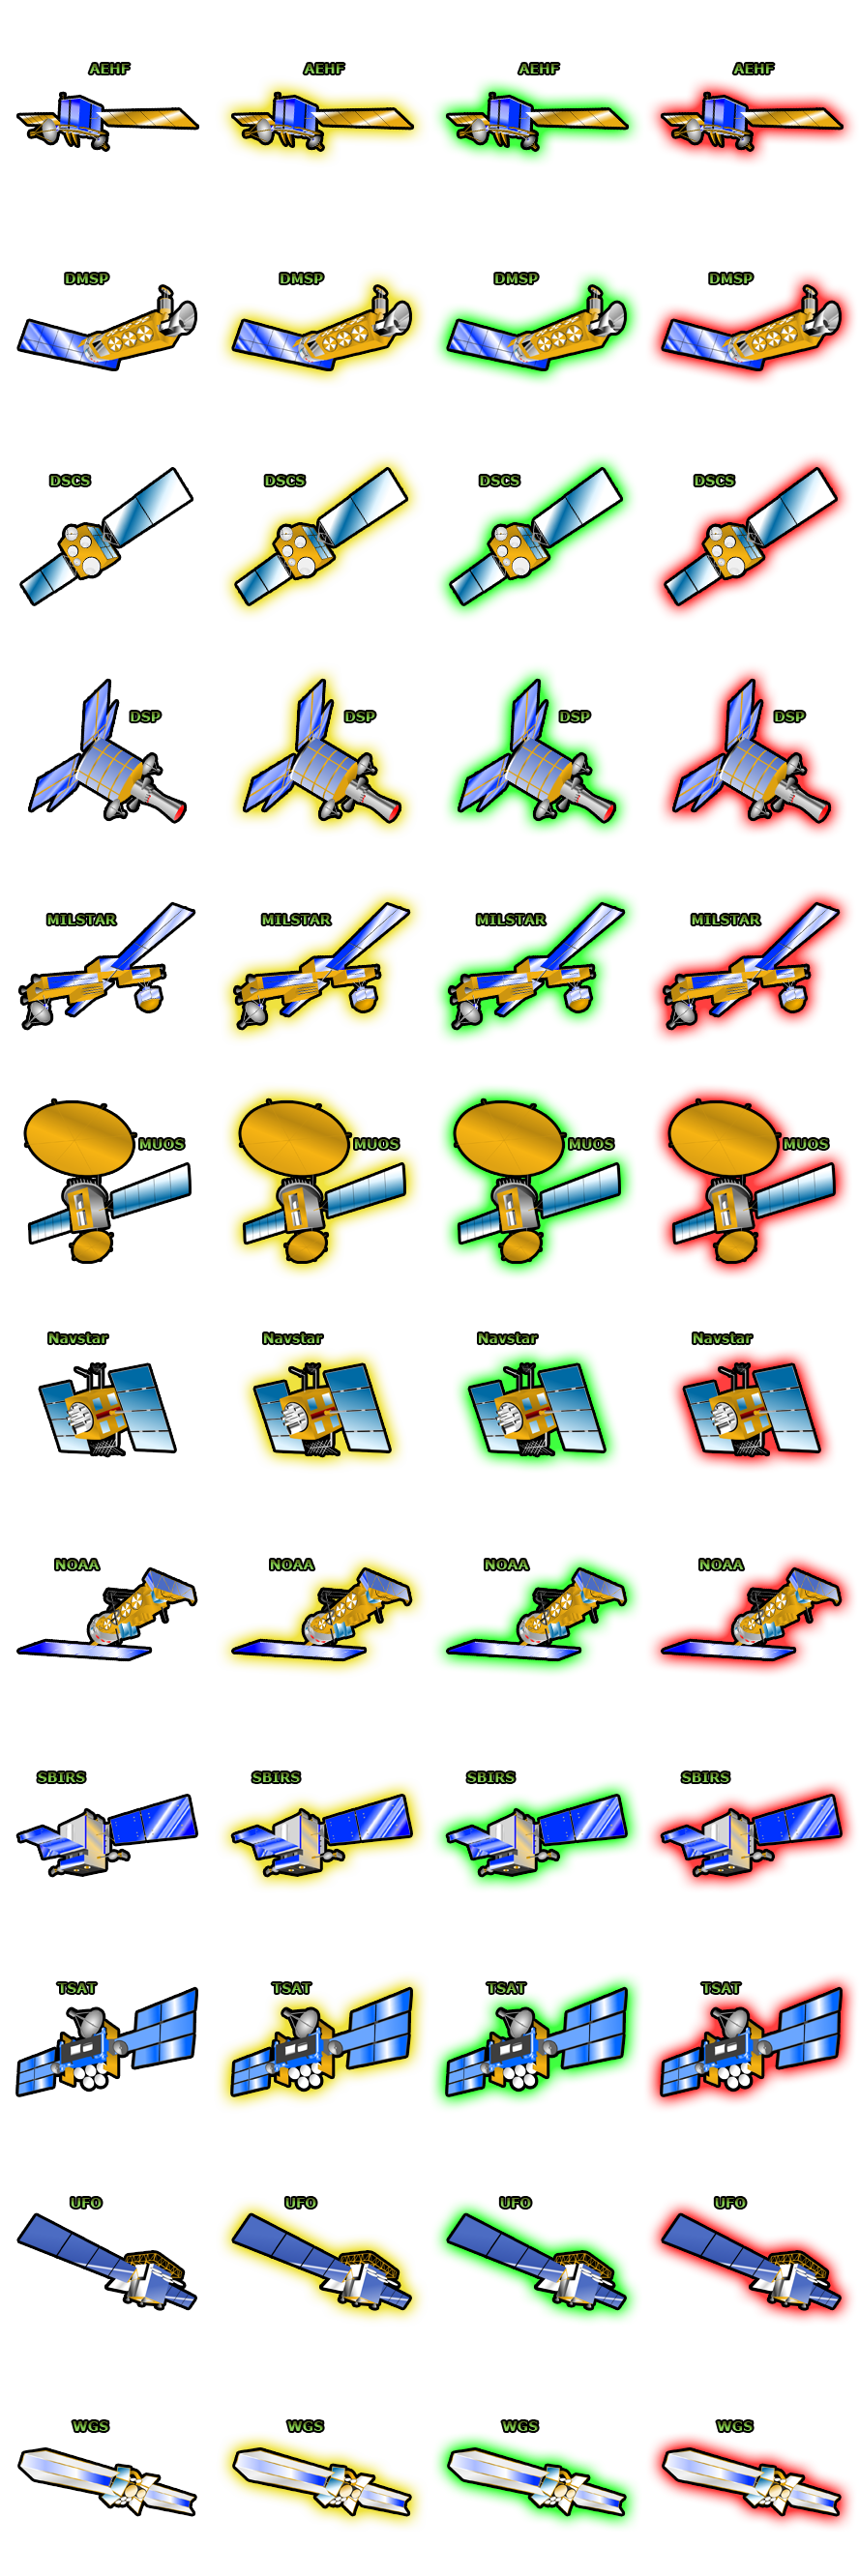 AEHF AEHF AEHF AEHF
DMSP DMSP DMSP DMSP
DSCS DSCS DSCS DSCS
DSP DSP DSP DSP
MILSTAR MILSTAR MILSTAR MILSTAR
MUOS MUOS MUOS MUOS
Navstar Navstar Navstar Navstar
NOAA NOAA NOAA NOAA
SBIRS SBIRS SBIRS SBIRS
TSAT TSAT TSAT TSAT
UFO UFO UFO UFO
WGS WGS WGS WGS